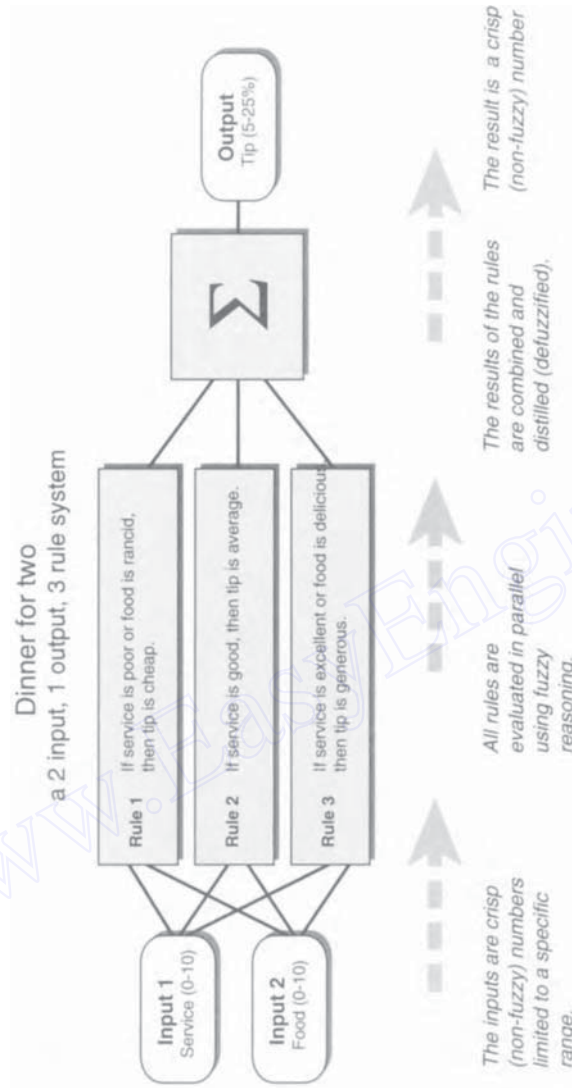 Dinner for two
a 2 input, 1 output, 3 rule system
Input 1
Service (0-10)
Input 2
Food (0-10)
Rule 1 If service is poor or food is rancid,
then tip is cheap.
Rule 2 If service is good, then tip is average.
Rule 3 If service is excellent or food is delicious
then tip is generous.
Σ
Output
Tip (5-25%)
The inputs are crisp
(non-fuzzy) numbers
limited to a specific
range.
All rules are
evaluated in parallel
using fuzzy
reasoning.
The results of the rules
are combined and
distilled (defuzzified).
The result is a crisp
(non-fuzzy) number